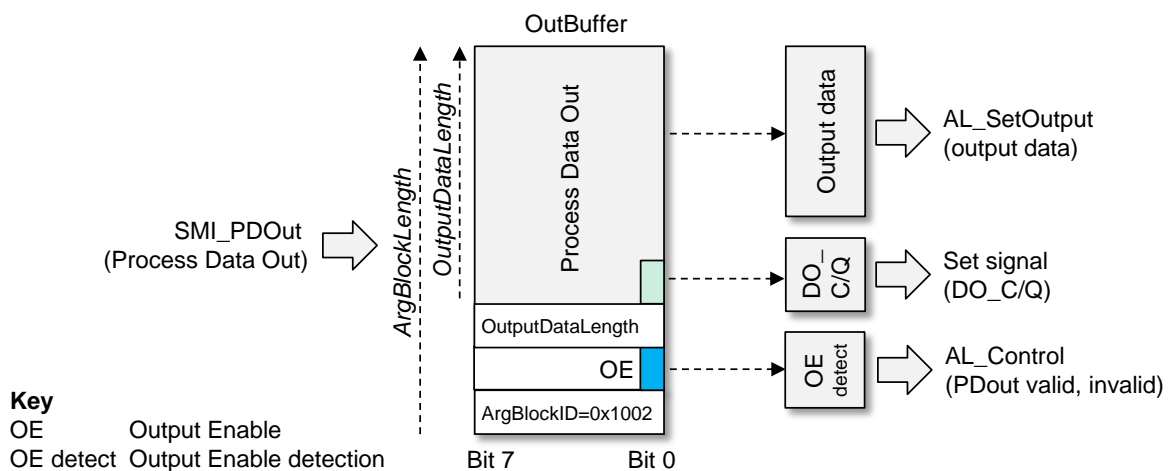 OutBuffer
ArgBlockLength
OutputDataLength
Process Data Out
Output data
AL_SetOutput
(output data)
SMI_PDOut
(Process Data Out)
DO_
C/Q
Set signal
(DO_C/Q)
OutputDataLength
OE
OE
detect
AL_Control
(PDout valid, invalid)
ArgBlockID=0x1002
Key
OE Output Enable
OE detect Output Enable detection
Bit 7 Bit 0